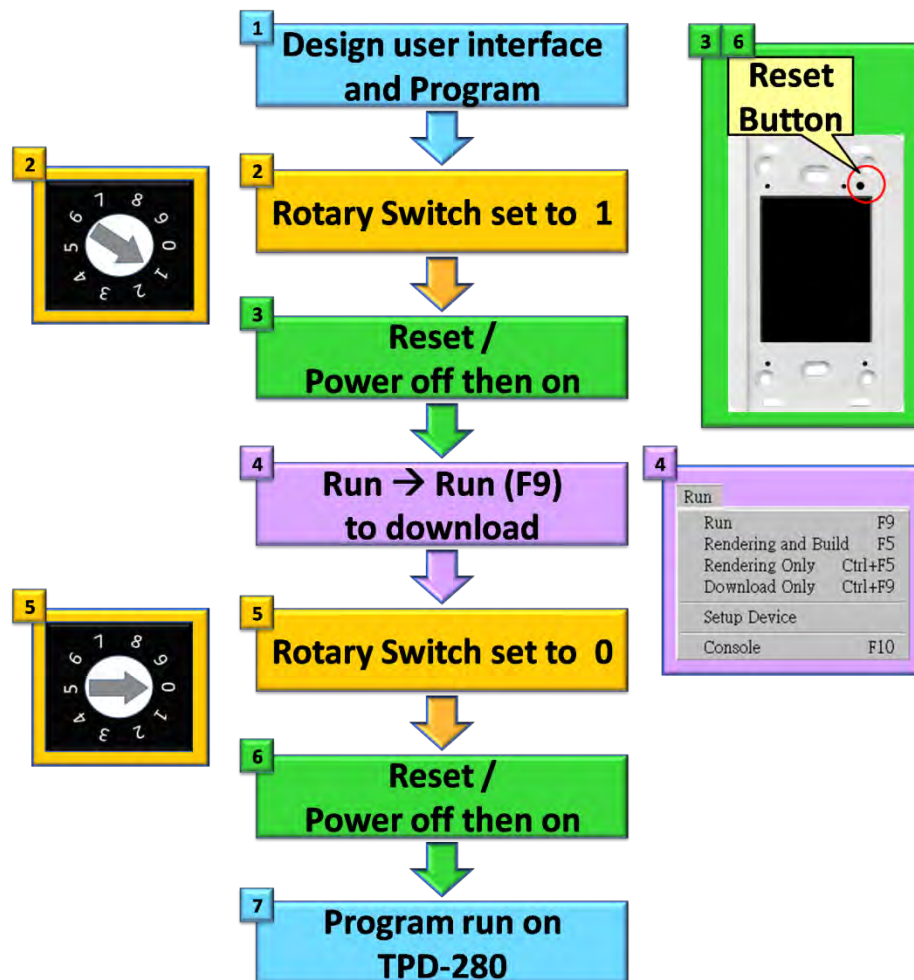 1
Design user interface
and Program
3 6
Reset
Button
2
7 8 9 0 1 2 3 4 5 6
2
Rotary Switch set to 1
3
Reset /
Power off then on
4
Run → Run (F9)
to download
4
Run
Run F9
Rendering and Build F5
Rendering Only Ctrl+F5
Download Only Ctrl+F9
Setup Device
Console F10
5
7 8 9 0 1 2 3 4 5 6
5
Rotary Switch set to 0
6
Reset /
Power off then on
7
Program run on
TPD-280